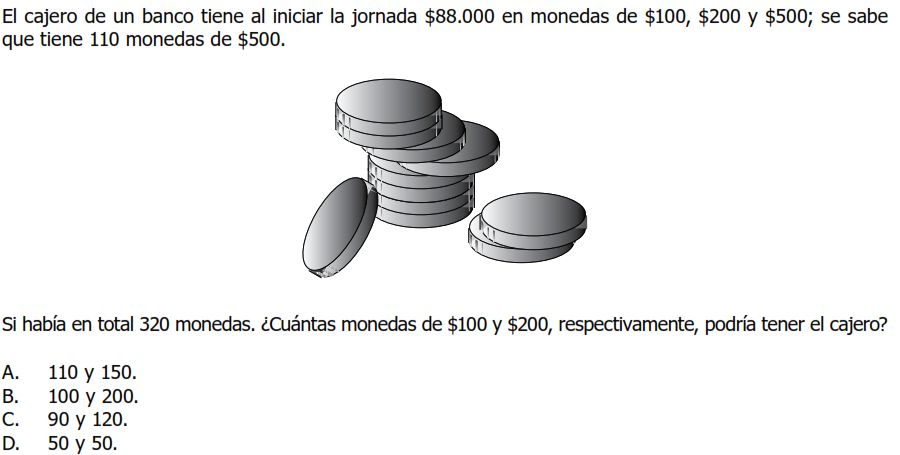 El cajero de un banco tiene al iniciar la jornada $88.000 en monedas de $100, $200 y $500; se sabe
que tiene 110 monedas de $500.
Si había en total 320 monedas. ¿Cuántas monedas de $100 y $200, respectivamente, podría tener el cajero?
A. 110 y 150.
B. 100 y 200.
C. 90 y 120.
D. 50 y 50.